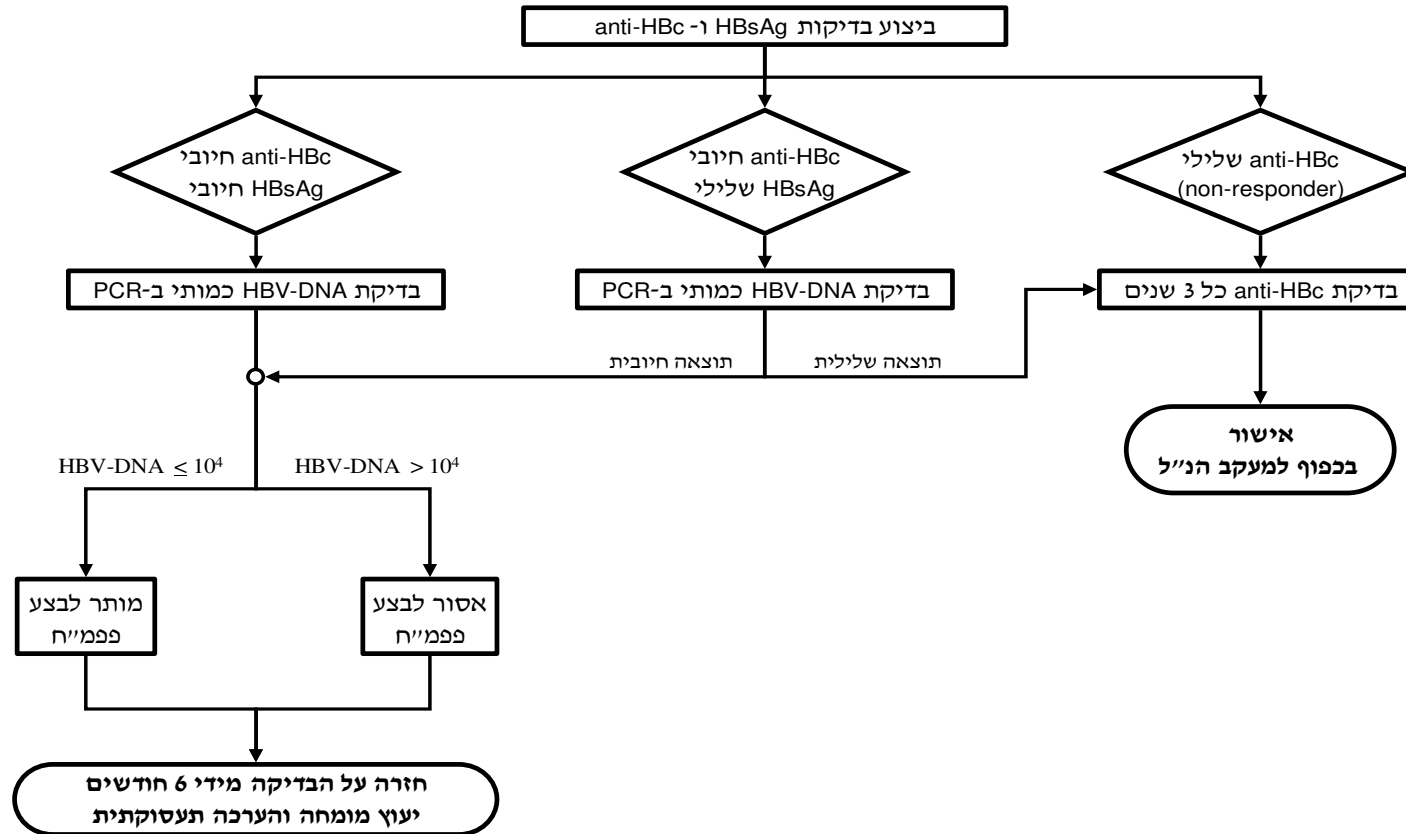 ביצוע בדיקות HBsAg ו- anti-HBc
anti-HBc שלילי
(non-responder)
anti-HBc חיובי
HBsAg שלילי
anti-HBc חיובי
HBsAg חיובי
בדיקת anti-HBc כל 3 שנים
בדיקת HBV-DNA כמותי ב-PCR
בדיקת HBV-DNA כמותי ב-PCR
תוצאה שלילית
תוצאה חיובית
אישור
בכפוף למעקב הנ״ל
HBV-DNA > 10⁴
HBV-DNA ≤ 10⁴
אסור לבצע
פפמ״ח
מותר לבצע
פפמ״ח
חזרה על הבדיקה מידי 6 חודשים
יעוץ מומחה והערכה תעסוקתית